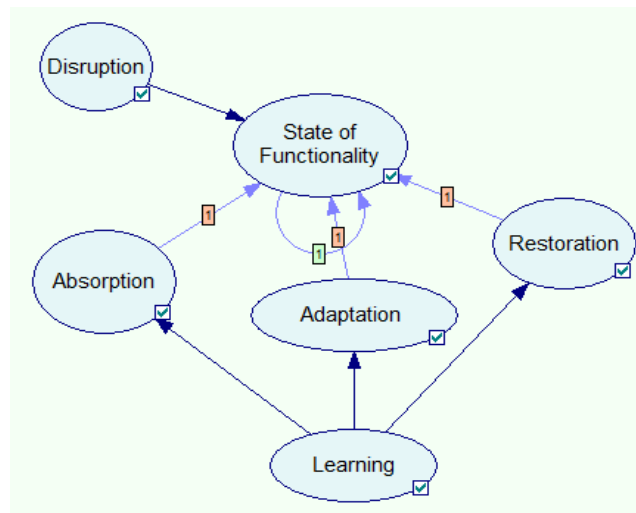 Disruption
State of
Functionality
1
1
1
1
Restoration
Absorption
Adaptation
Learning